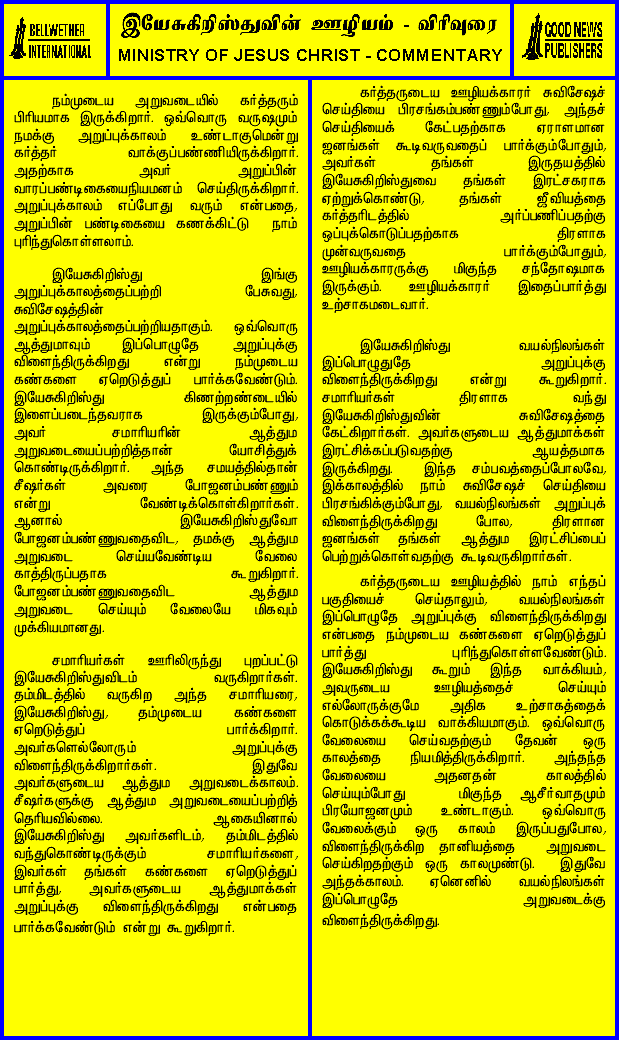 BELLWETHER
INTERNATIONAL
இயேசுகிறிஸ்துவின் ஊழியம் - விரிவுரை
MINISTRY OF JESUS CHRIST - COMMENTARY
GOOD NEWS
PUBLISHERS
நம்முடைய அறுவடையில் கர்த்தரும்
பிரியமாக இருக்கிறார். ஒவ்வொரு வருஷமும்
நமக்கு அறுப்புக்காலம் உண்டாகுமென்று
கர்த்தர் வாக்குப்பண்ணியிருக்கிறார்.
அதற்காக அவர் அறுப்பின்
வாரப்பண்டிகையைநியமனம் செய்திருக்கிறார்.
அறுப்புக்காலம் எப்போது வரும் என்பதை,
அறுப்பின் பண்டிகையை கணக்கிட்டு நாம்
புரிந்துகொள்ளலாம்.
இயேசுகிறிஸ்து இங்கு
அறுப்புக்காலத்தைப்பற்றி பேசுவது,
சுவிசேஷத்தின்
அறுப்புக்காலத்தைப்பற்றியதாகும். ஒவ்வொரு
ஆத்துமாவும் இப்பொழுதே அறுப்புக்கு
விளைந்திருக்கிறது என்று நம்முடைய
கண்களை ஏறெடுத்துப் பார்க்கவேண்டும்.
இயேசுகிறிஸ்து கிணற்றண்டையில்
இளைப்படைந்தவராக இருக்கும்போது,
அவர் சமாரியரின் ஆத்தும
அறுவடையைப்பற்றித்தான் யோசித்துக்
கொண்டிருக்கிறார். அந்த சமயத்தில்தான்
சீஷர்கள் அவரை போஜனம்பண்ணும்
என்று வேண்டிக்கொள்கிறார்கள்.
ஆனால் இயேசுகிறிஸ்துவோ
போஜனம்பண்ணுவதைவிட, தமக்கு ஆத்தும
அறுவடை செய்யவேண்டிய வேலை
காத்திருப்பதாக கூறுகிறார்.
போஜனம்பண்ணுவதைவிட ஆத்தும
அறுவடை செய்யும் வேலையே மிகவும்
முக்கியமானது.
சமாரியர்கள் ஊரிலிருந்து புறப்பட்டு
இயேசுகிறிஸ்துவிடம் வருகிறார்கள்.
தம்மிடத்தில் வருகிற அந்த சமாரியரை,
இயேசுகிறிஸ்து, தம்முடைய கண்களை
ஏறெடுத்துப் பார்க்கிறார்.
அவர்களெல்லோரும் அறுப்புக்கு
விளைந்திருக்கிறார்கள். இதுவே
அவர்களுடைய ஆத்தும அறுவடைக்காலம்.
சீஷர்களுக்கு ஆத்தும அறுவடையைப்பற்றித்
தெரியவில்லை. ஆகையினால்
இயேசுகிறிஸ்து அவர்களிடம், தம்மிடத்தில்
வந்துகொண்டிருக்கும் சமாரியர்களை,
இவர்கள் தங்கள் கண்களை ஏறெடுத்துப்
பார்த்து, அவர்களுடைய ஆத்துமாக்கள்
அறுப்புக்கு விளைந்திருக்கிறது என்பதை
பார்க்கவேண்டும் என்று கூறுகிறார்.
கர்த்தருடைய ஊழியக்காரர் சுவிசேஷச்
செய்தியை பிரசங்கம்பண்ணும்போது, அந்தச்
செய்தியைக் கேட்பதற்காக ஏராளமான
ஜனங்கள் கூடிவருவதைப் பார்க்கும்போதும்,
அவர்கள் தங்கள் இருதயத்தில்
இயேசுகிறிஸ்துவை தங்கள் இரட்சகராக
ஏற்றுக்கொண்டு, தங்கள் ஜீவியத்தை
கர்த்தரிடத்தில் அர்ப்பணிப்பதற்கு
ஒப்புக்கொடுப்பதற்காக திரளாக
முன்வருவதை பார்க்கும்போதும்,
ஊழியக்காரருக்கு மிகுந்த சந்தோஷமாக
இருக்கும். ஊழியக்காரர் இதைப்பார்த்து
உற்சாகமடைவார்.
இயேசுகிறிஸ்து வயல்நிலங்கள்
இப்பொழுதுதே அறுப்புக்கு
விளைந்திருக்கிறது என்று கூறுகிறார்.
சமாரியர்கள் திரளாக வந்து
இயேசுகிறிஸ்துவின் சுவிசேஷத்தை
கேட்கிறார்கள். அவர்களுடைய ஆத்துமாக்கள்
இரட்சிக்கப்படுவதற்கு ஆயத்தமாக
இருக்கிறது. இந்த சம்பவத்தைப்போலவே,
இக்காலத்தில் நாம் சுவிசேஷச் செய்தியை
பிரசங்கிக்கும்போது, வயல்நிலங்கள் அறுப்புக்
விளைந்திருக்கிறது போல, திரளான
ஜனங்கள் தங்கள் ஆத்தும இரட்சிப்பைப்
பெற்றுக்கொள்வதற்கு கூடிவருகிறார்கள்.
கர்த்தருடைய ஊழியத்தில் நாம் எந்தப்
பகுதியைச் செய்தாலும், வயல்நிலங்கள்
இப்பொழுதே அறுப்புக்கு விளைந்திருக்கிறது
என்பதை நம்முடைய கண்களை ஏறெடுத்துப்
பார்த்து புரிந்துகொள்ளவேண்டும்.
இயேசுகிறிஸ்து கூறும் இந்த வாக்கியம்,
அவருடைய ஊழியத்தைச் செய்யும்
எல்லோருக்குமே அதிக உற்சாகத்தைக்
கொடுக்கக்கூடிய வாக்கியமாகும். ஒவ்வொரு
வேலையை செய்வதற்கும் தேவன் ஒரு
காலத்தை நியமித்திருக்கிறார். அந்தந்த
வேலையை அதனதன் காலத்தில்
செய்யும்போது மிகுந்த ஆசீர்வாதமும்
பிரயோஜனமும் உண்டாகும். ஒவ்வொரு
வேலைக்கும் ஒரு காலம் இருப்பதுபோல,
விளைந்திருக்கிற தானியத்தை அறுவடை
செய்கிறதற்கும் ஒரு காலமுண்டு. இதுவே
அந்தக்காலம். ஏனெனில் வயல்நிலங்கள்
இப்பொழுதே அறுவடைக்கு
விளைந்திருக்கிறது.